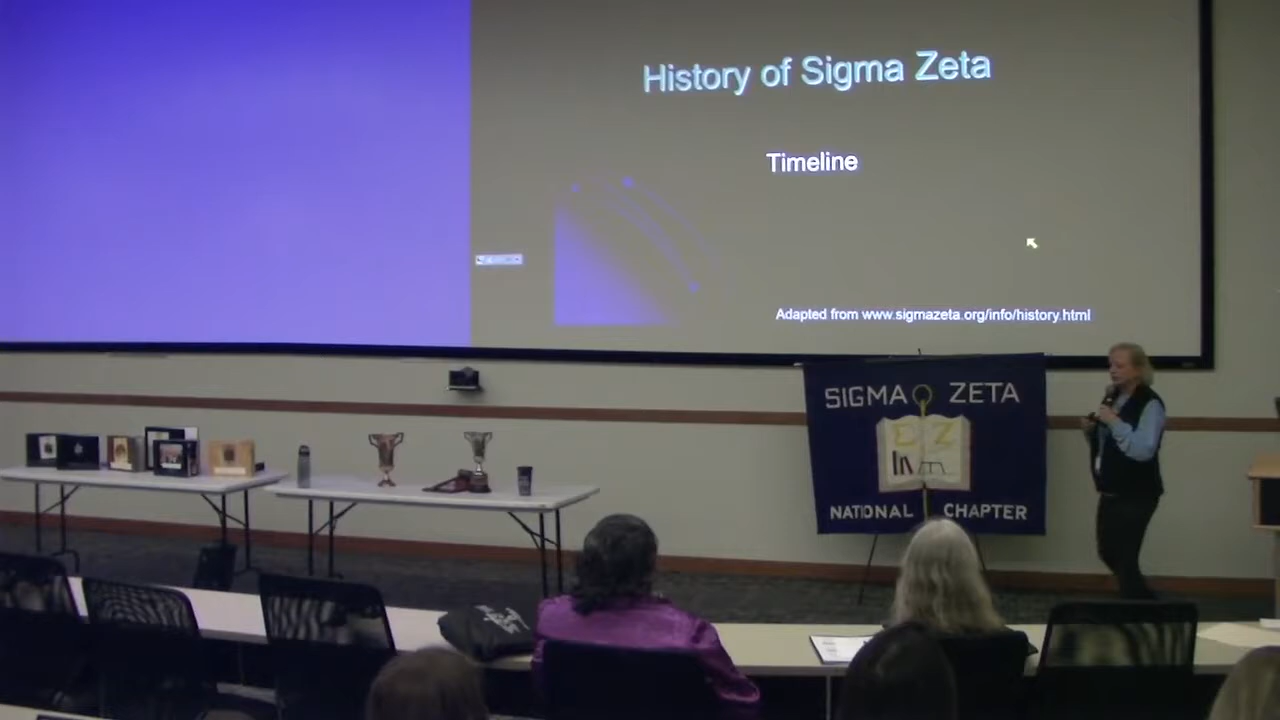 History of Sigma Zeta
Timeline
Adapted from www.sigmazeta.org/info/history.html
SIGMA ZETA
Σ Z
NATIONAL CHAPTER